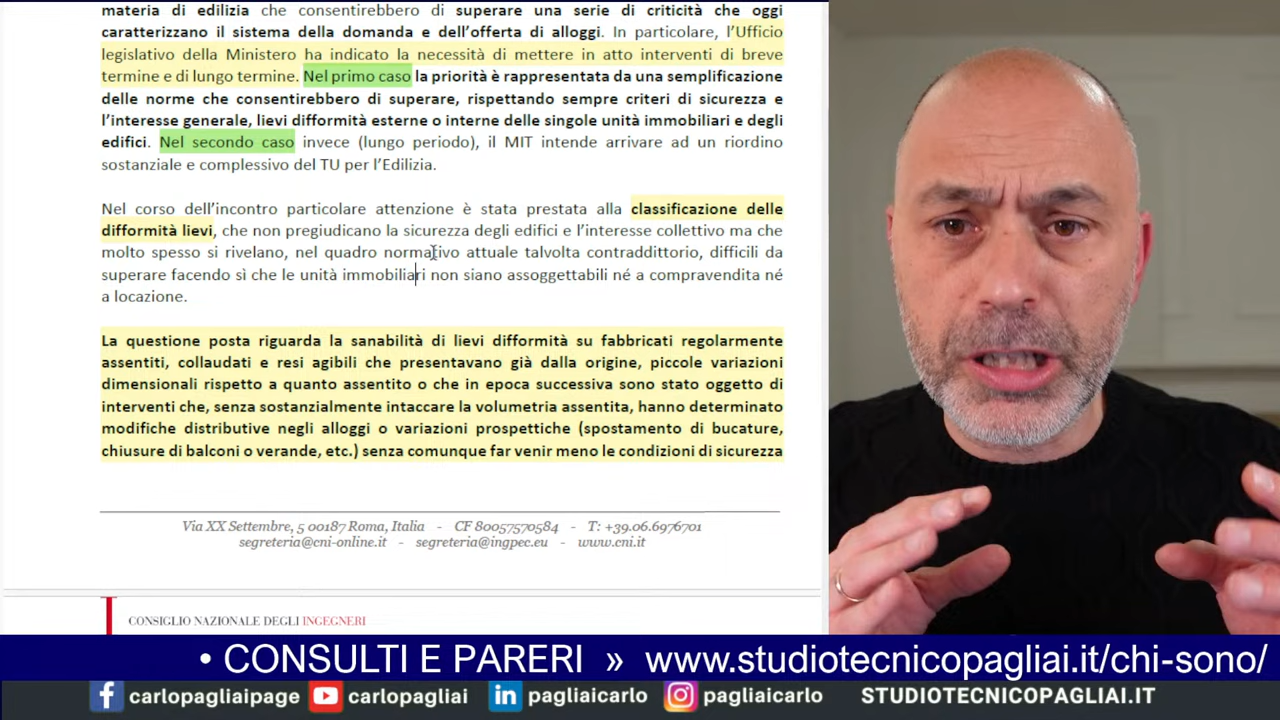 materia di edilizia che consentirebbero di superare una serie di criticità che oggi
caratterizzano il sistema della domanda e dell'offerta di alloggi. In particolare, l'Ufficio
legislativo della Ministero ha indicato la necessità di mettere in atto interventi di breve
termine e di lungo termine. Nel primo caso la priorità è rappresentata da una semplificazione
delle norme che consentirebbero di superare, rispettando sempre criteri di sicurezza e
l'interesse generale, lievi difformità esterne o interne delle singole unità immobiliari e degli
edifici. Nel secondo caso invece (lungo periodo), il MIT intende arrivare ad un riordino
sostanziale e complessivo del TU per l'Edilizia.
Nel corso dell'incontro particolare attenzione è stata prestata alla classificazione delle
difformità lievi, che non pregiudicano la sicurezza degli edifici e l'interesse collettivo ma che
molto spesso si rivelano, nel quadro normativo attuale talvolta contraddittorio, difficili da
superare facendo sì che le unità immobiliari non siano assoggettabili né a compravendita né
a locazione.
La questione posta riguarda la sanabilità di lievi difformità su fabbricati regolarmente
assentiti, collaudati e resi agibili che presentavano già dalla origine, piccole variazioni
dimensionali rispetto a quanto assentito o che in epoca successiva sono stato oggetto di
interventi che, senza sostanzialmente intaccare la volumetria assentita, hanno determinato
modifiche distributive negli alloggi o variazioni prospettiche (spostamento di bucature,
chiusure di balconi o verande, etc.) senza comunque far venir meno le condizioni di sicurezza
Via XX Settembre, 5 00187 Roma, Italia - CF 80057570584 - T: +39.06.6976701
segreteria@cni-online.it - segreteria@ingpec.eu - www.cni.it
CONSIGLIO NAZIONALE DEGLI INGEGNERI
• CONSULTI E PARERI » www.studiotecnicopagliai.it/chi-sono/
carlopagliaipage carlopagliai pagliaicarlo pagliaicarlo STUDIOTECNICOPAGLIAI.IT